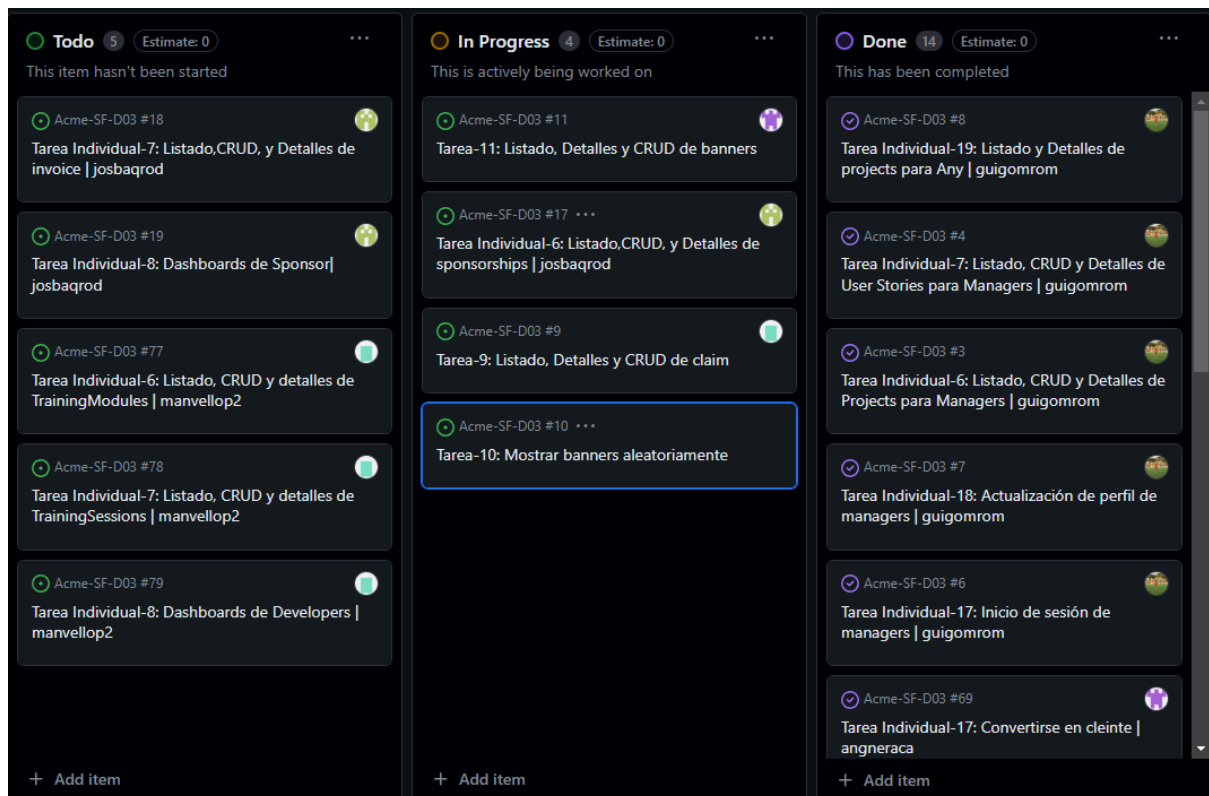 Todo 5 Estimate: 0 ···
This item hasn't been started
Acme-SF-D03 #18
Tarea Individual-7: Listado,CRUD, y Detalles de
invoice | josbaqrod
Acme-SF-D03 #19
Tarea Individual-8: Dashboards de Sponsor|
josbaqrod
Acme-SF-D03 #77
Tarea Individual-6: Listado, CRUD y detalles de
TrainingModules | manvellop2
Acme-SF-D03 #78
Tarea Individual-7: Listado, CRUD y detalles de
TrainingSessions | manvellop2
Acme-SF-D03 #79
Tarea Individual-8: Dashboards de Developers |
manvellop2
+ Add item
In Progress 4 Estimate: 0 ···
This is actively being worked on
Acme-SF-D03 #11
Tarea-11: Listado, Detalles y CRUD de banners
Acme-SF-D03 #17 ···
Tarea Individual-6: Listado,CRUD, y Detalles de
sponsorships | josbaqrod
Acme-SF-D03 #9
Tarea-9: Listado, Detalles y CRUD de claim
Acme-SF-D03 #10 ···
Tarea-10: Mostrar banners aleatoriamente
+ Add item
Done 14 Estimate: 0 ···
This has been completed
Acme-SF-D03 #8
Tarea Individual-19: Listado y Detalles de
projects para Any | guigomrom
Acme-SF-D03 #4
Tarea Individual-7: Listado, CRUD y Detalles de
User Stories para Managers | guigomrom
Acme-SF-D03 #3
Tarea Individual-6: Listado, CRUD y Detalles de
Projects para Managers | guigomrom
Acme-SF-D03 #7
Tarea Individual-18: Actualización de perfil de
managers | guigomrom
Acme-SF-D03 #6
Tarea Individual-17: Inicio de sesión de
managers | guigomrom
Acme-SF-D03 #69
Tarea Individual-17: Convertirse en cleinte |
angneraca
+ Add item